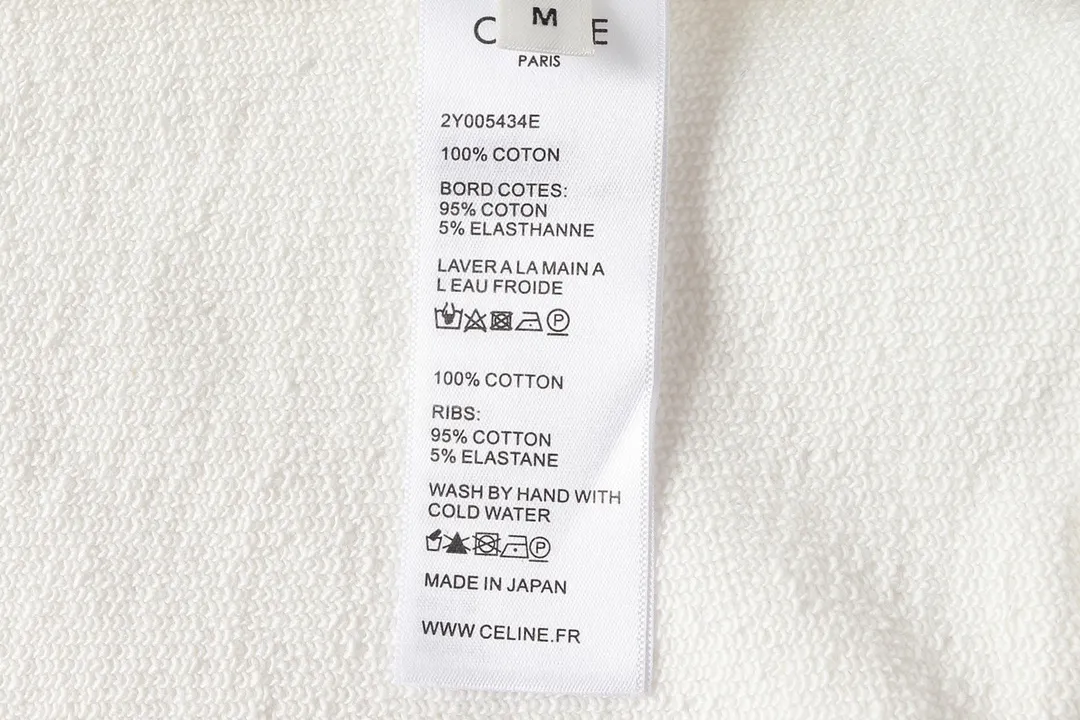 M
PARIS
2Y005434E
100% COTON
BORD COTES:
95% COTON
5% ELASTHANNE
LAVER A LA MAIN A
L EAU FROIDE
P
100% COTTON
RIBS:
95% COTTON
5% ELASTANE
WASH BY HAND WITH
COLD WATER
P
MADE IN JAPAN
WWW CELINE.FR